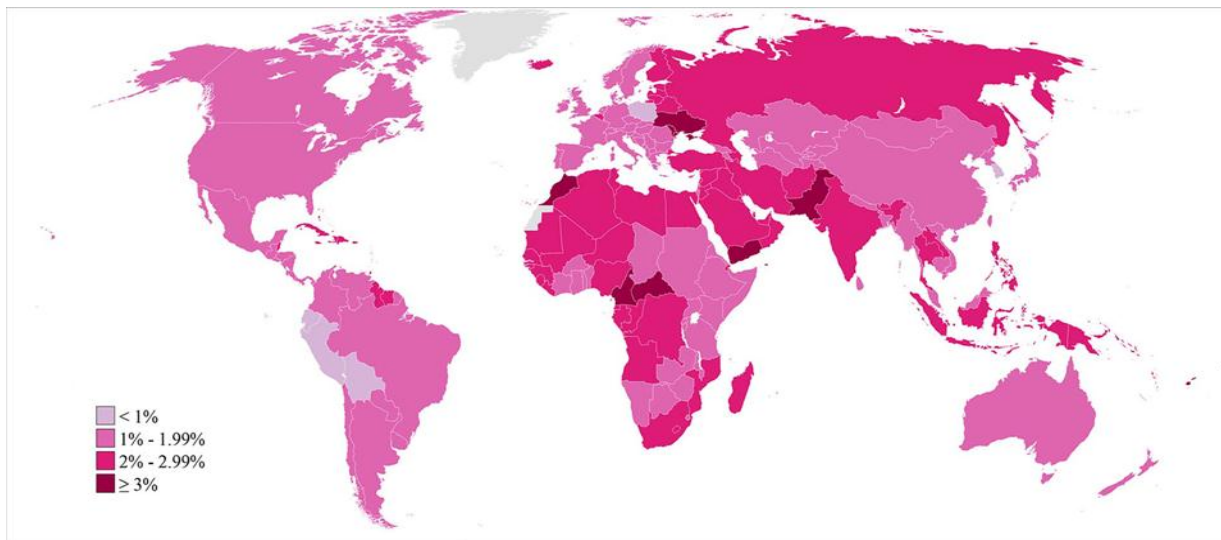 < 1%
1% - 1.99%
2% - 2.99%
≥ 3%